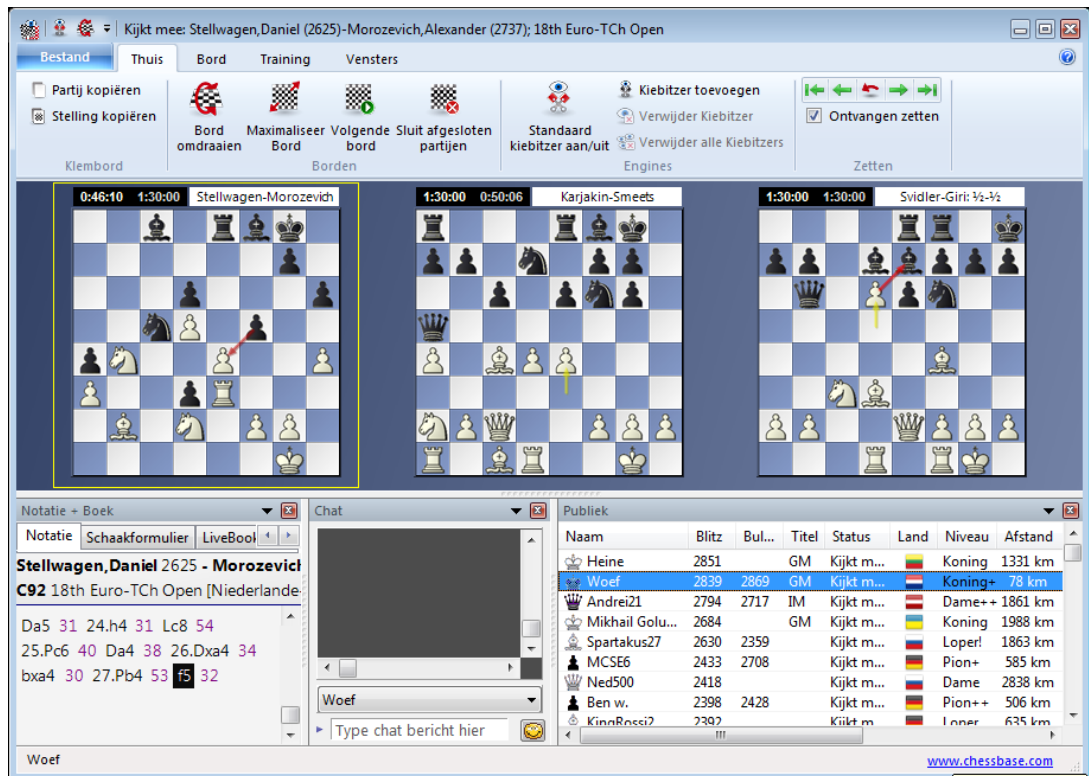 Kijkt mee: Stellwagen,Daniel (2625)-Morozevich,Alexander (2737); 18th Euro-TCh Open
Bestand Thuis Bord Training Vensters
Partij kopiëren
Stelling kopiëren
Klembord
Bord omdraaien
Maximaliseer Bord
Volgende bord
Sluit afgesloten partijen
Borden
Standaard kiebitzer aan/uit
Kiebitzer toevoegen
Verwijder Kiebitzer
Verwijder alle Kiebitzers
Engines
Ontvangen zetten
Zetten
0:46:10 1:30:00 Stellwagen-Morozevich
1:30:00 0:50:06 Karjakin-Smeets
1:30:00 1:30:00 Svidler-Giri: ½-½
Notatie + Boek
Notatie Schaakformulier LiveBook
Stellwagen,Daniel 2625 - Morozevich
C92 18th Euro-TCh Open [Niederlande-
Da5 31 24.h4 31 Lc8 54
25.Pc6 40 Da4 38 26.Dxa4 34
bxa4 30 27.Pb4 53 f5 32
Chat
Woef
Type chat bericht hier
Publiek
Naam Blitz Bul... Titel Status Land Niveau Afstand
Heine 2851 GM Kijkt m... Koning 1331 km
Woef 2839 2869 GM Kijkt m... Koning+ 78 km
Andrei21 2794 2717 IM Kijkt m... Dame++ 1861 km
Mikhail Golu... 2684 GM Kijkt m... Koning 1988 km
Spartakus27 2630 2359 Kijkt m... Loper! 1863 km
MCSE6 2433 2708 Kijkt m... Pion+ 585 km
Ned500 2418 Kijkt m... Dame 2838 km
Ben w. 2398 2428 Kijkt m... Pion++ 506 km
KingRossi2 2392 Kijkt m... Loper 635 km
Woef
www.chessbase.com